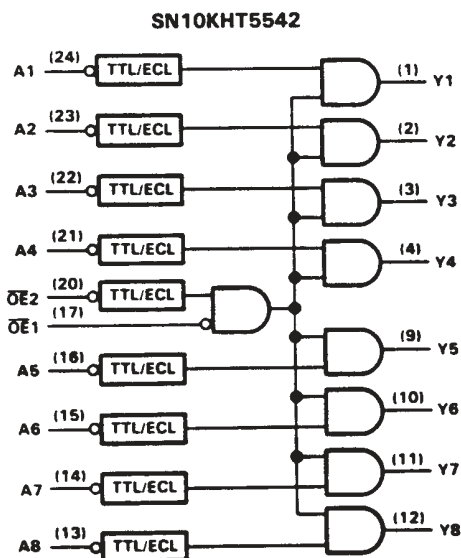 SN10KHT5542
A1 (24) TTL/ECL (1) Y1
A2 (23) TTL/ECL (2) Y2
A3 (22) TTL/ECL (3) Y3
A4 (21) TTL/ECL (4) Y4
O̅E̅2 (20) TTL/ECL
O̅E̅1 (17)
A5 (16) TTL/ECL (9) Y5
A6 (15) TTL/ECL (10) Y6
A7 (14) TTL/ECL (11) Y7
A8 (13) TTL/ECL (12) Y8